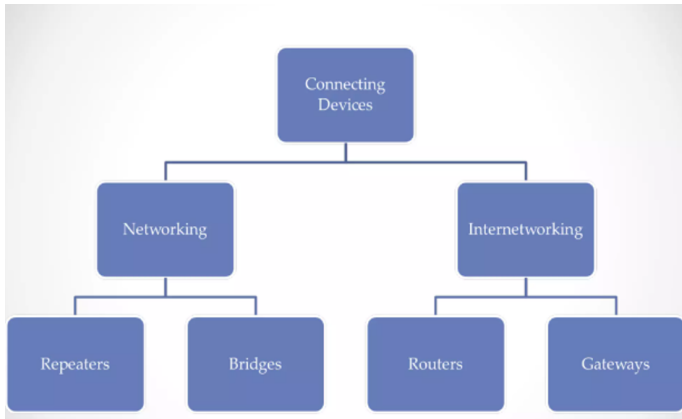 Connecting
Devices
Networking
Internetworking
Repeaters
Bridges
Routers
Gateways